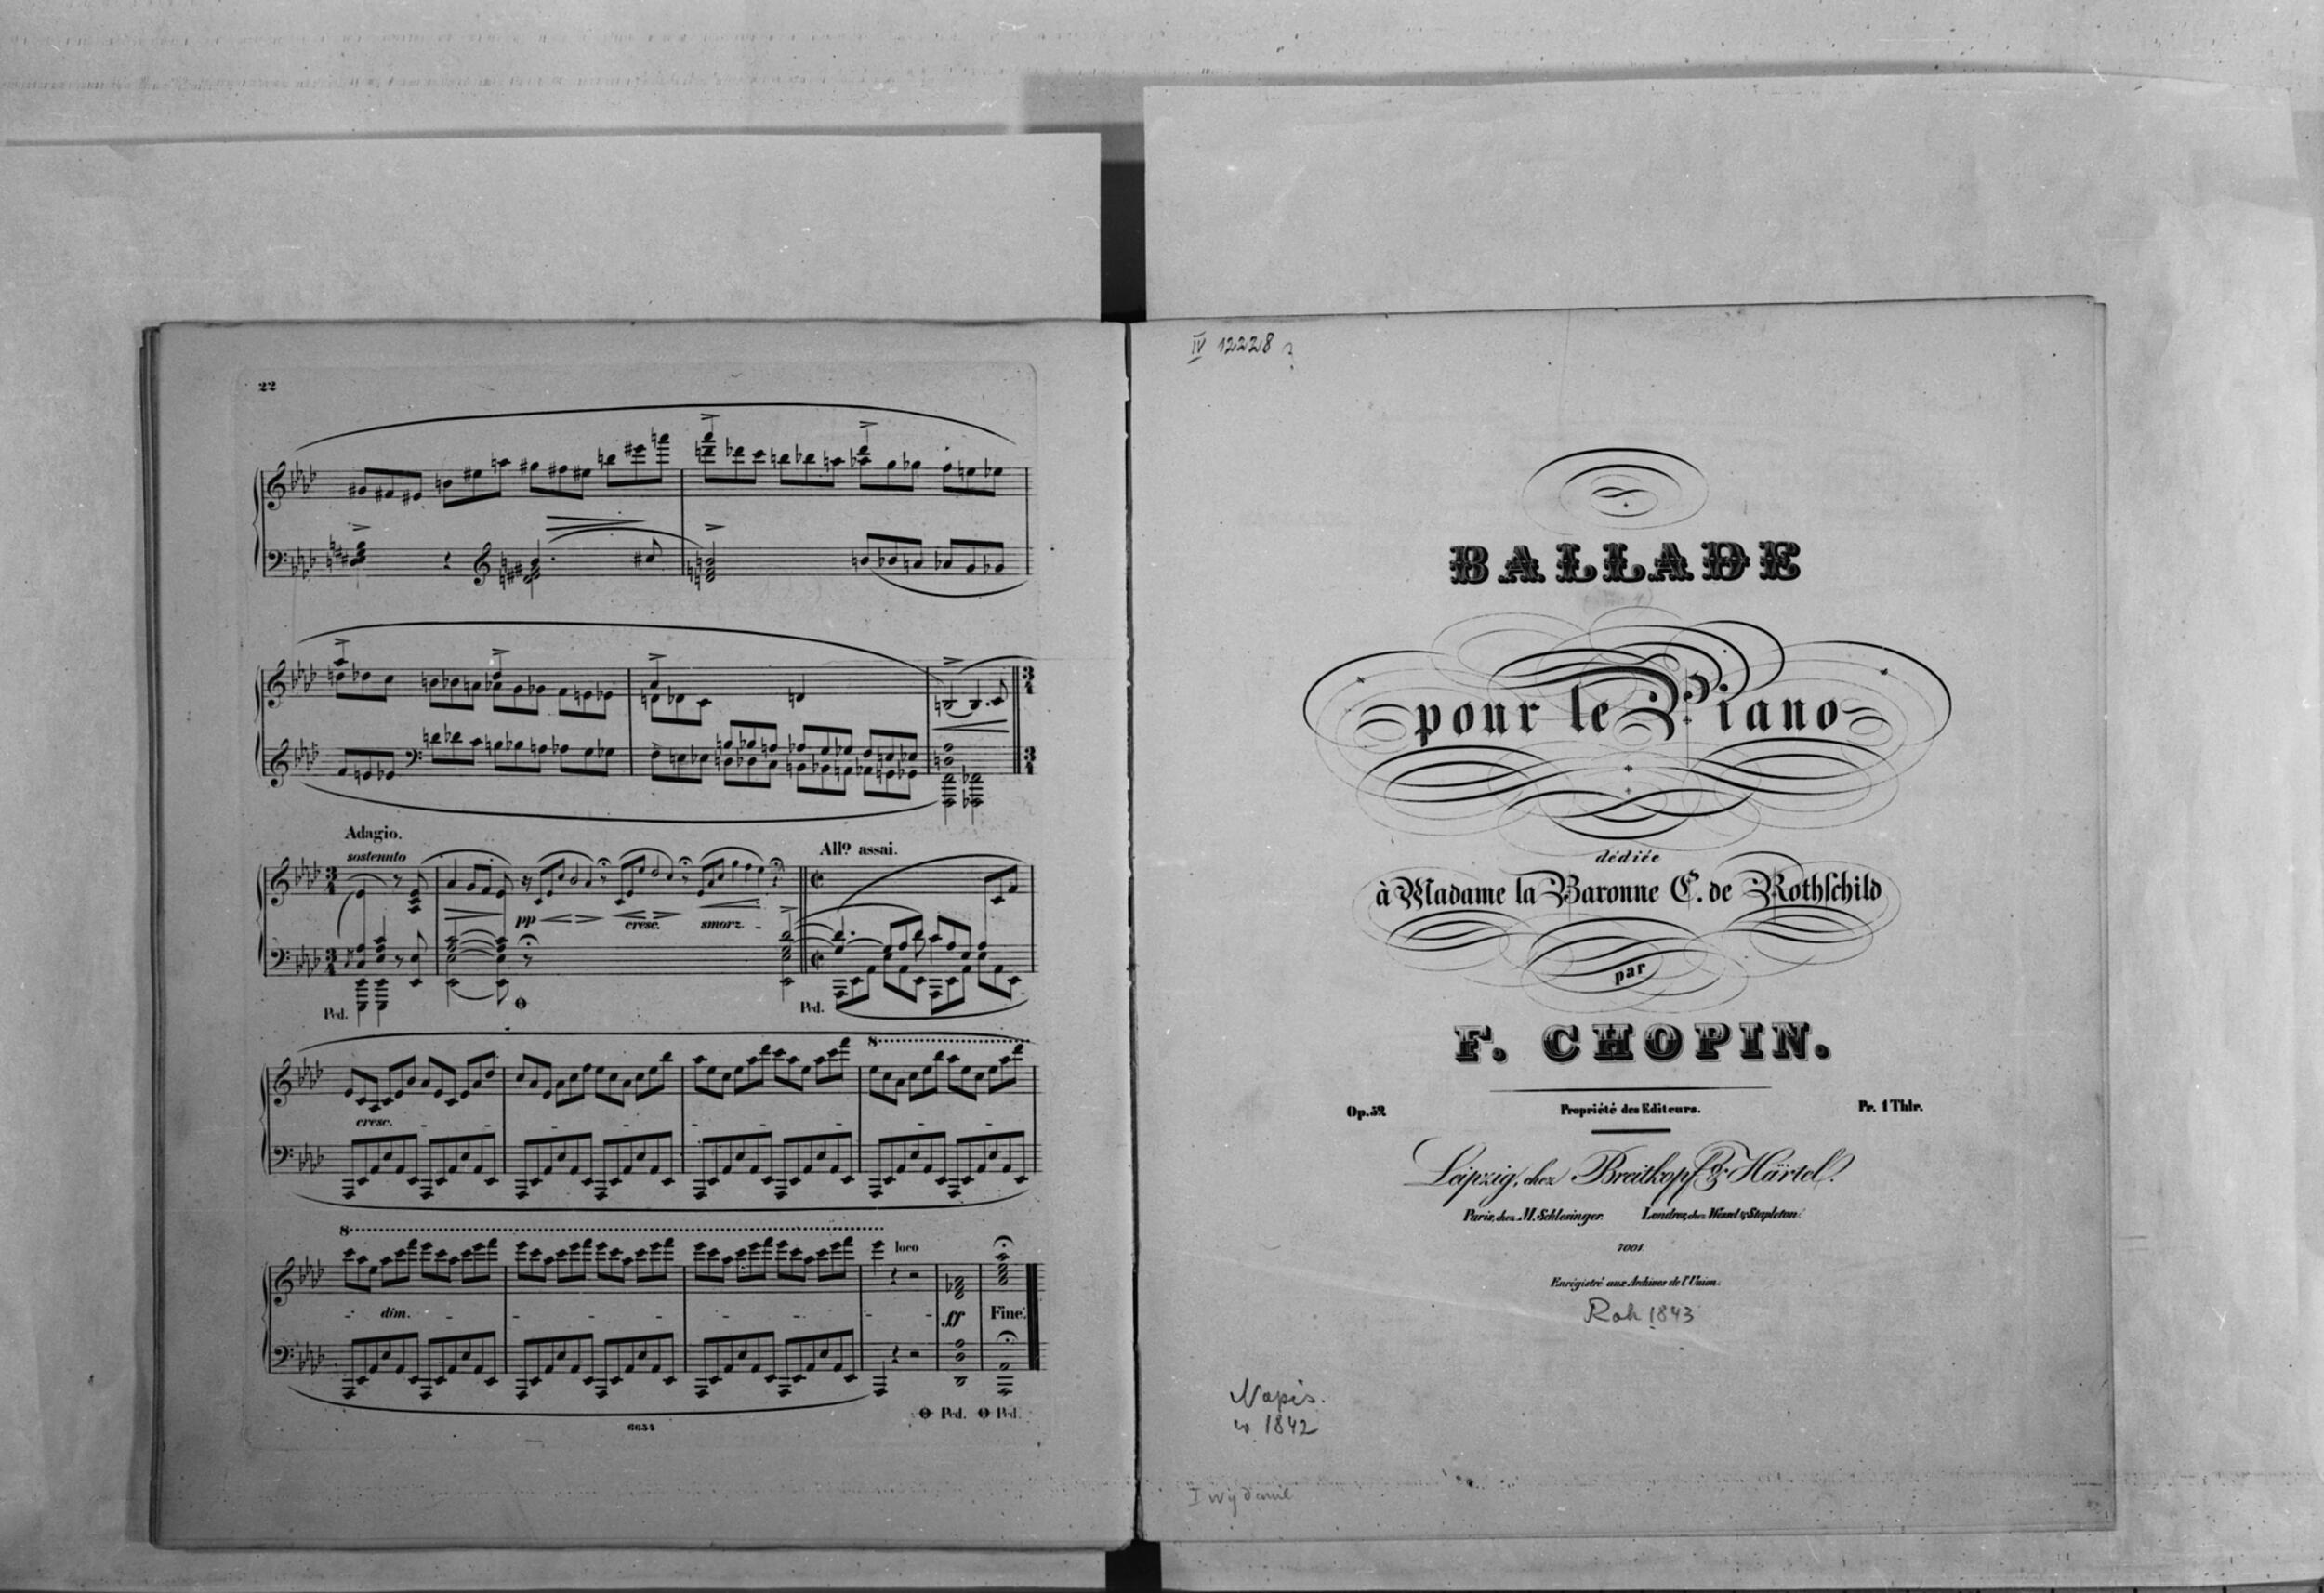 22
Adagio.
sostenuto
Allº assai.
pp
cresc.
smorz.
Ped.
Ped.
8
cresc.
8
loco
dim.
ff
Fine.
Ped.
Ped.
6654
IV 12228
BALLADE
pour le Piano
dédiée
à Madame la Baronne C. de Rothschild
par
F. CHOPIN.
Op. 52. Propriété des Editeurs. Pr. 1 Thlr.
Leipzig, chez Breitkopf & Härtel.
Paris, chez M. Schlesinger. Londres, chez Wessel & Stapleton.
7001.
Enrégistré aux Archives de l'Union.
Rok 1843
Napis.
w 1842
I wydanie